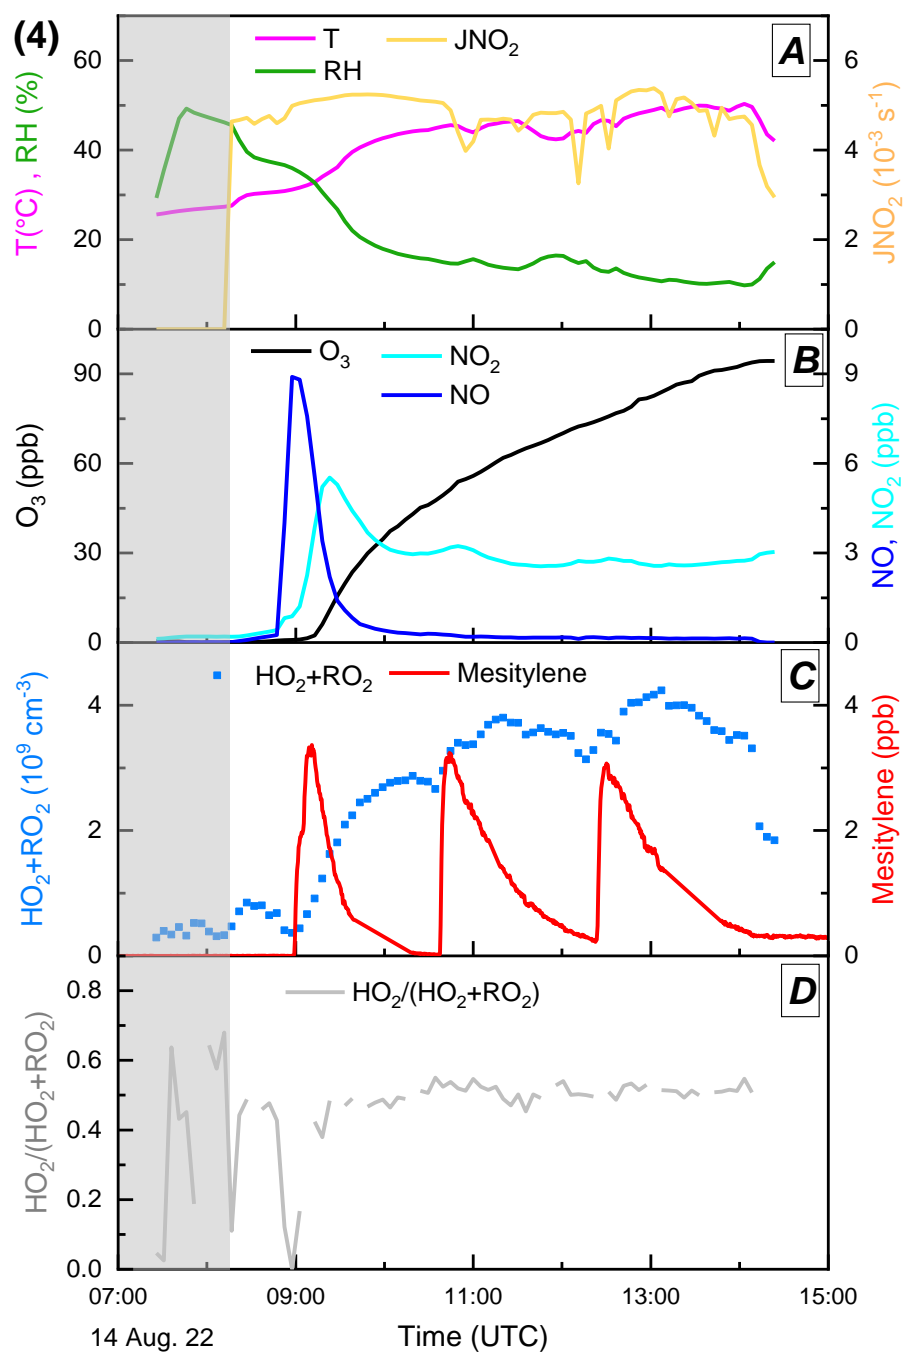 (4)
T
JNO₂
RH
A
60
40
20
0
6
4
2
0
T(°C) , RH (%)
JNO₂ (10⁻³ s⁻¹)
O₃
NO₂
NO
B
90
60
30
0
9
6
3
0
O₃ (ppb)
NO, NO₂ (ppb)
HO₂+RO₂
Mesitylene
C
4
2
0
4
2
0
HO₂+RO₂ (10⁹ cm⁻³)
Mesitylene (ppb)
HO₂/(HO₂+RO₂)
D
0.8
0.6
0.4
0.2
0.0
HO₂/(HO₂+RO₂)
07:00
09:00
11:00
13:00
15:00
14 Aug. 22
Time (UTC)